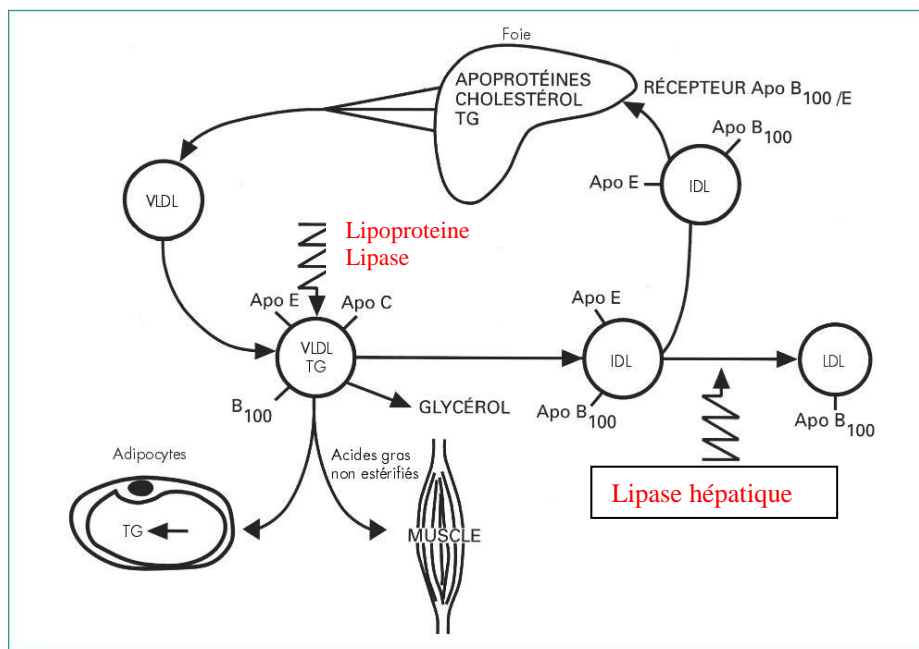 Foie
APOPROTÉINES
CHOLESTÉROL
TG
RÉCEPTEUR Apo B100 /E
Apo B100
Apo E
IDL
VLDL
Lipoproteine
Lipase
Apo E
Apo C
VLDL
TG
B100
GLYCÉROL
Apo E
IDL
Apo B100
LDL
Apo B100
Adipocytes
TG
Acides gras
non estérifiés
MUSCLE
Lipase hépatique